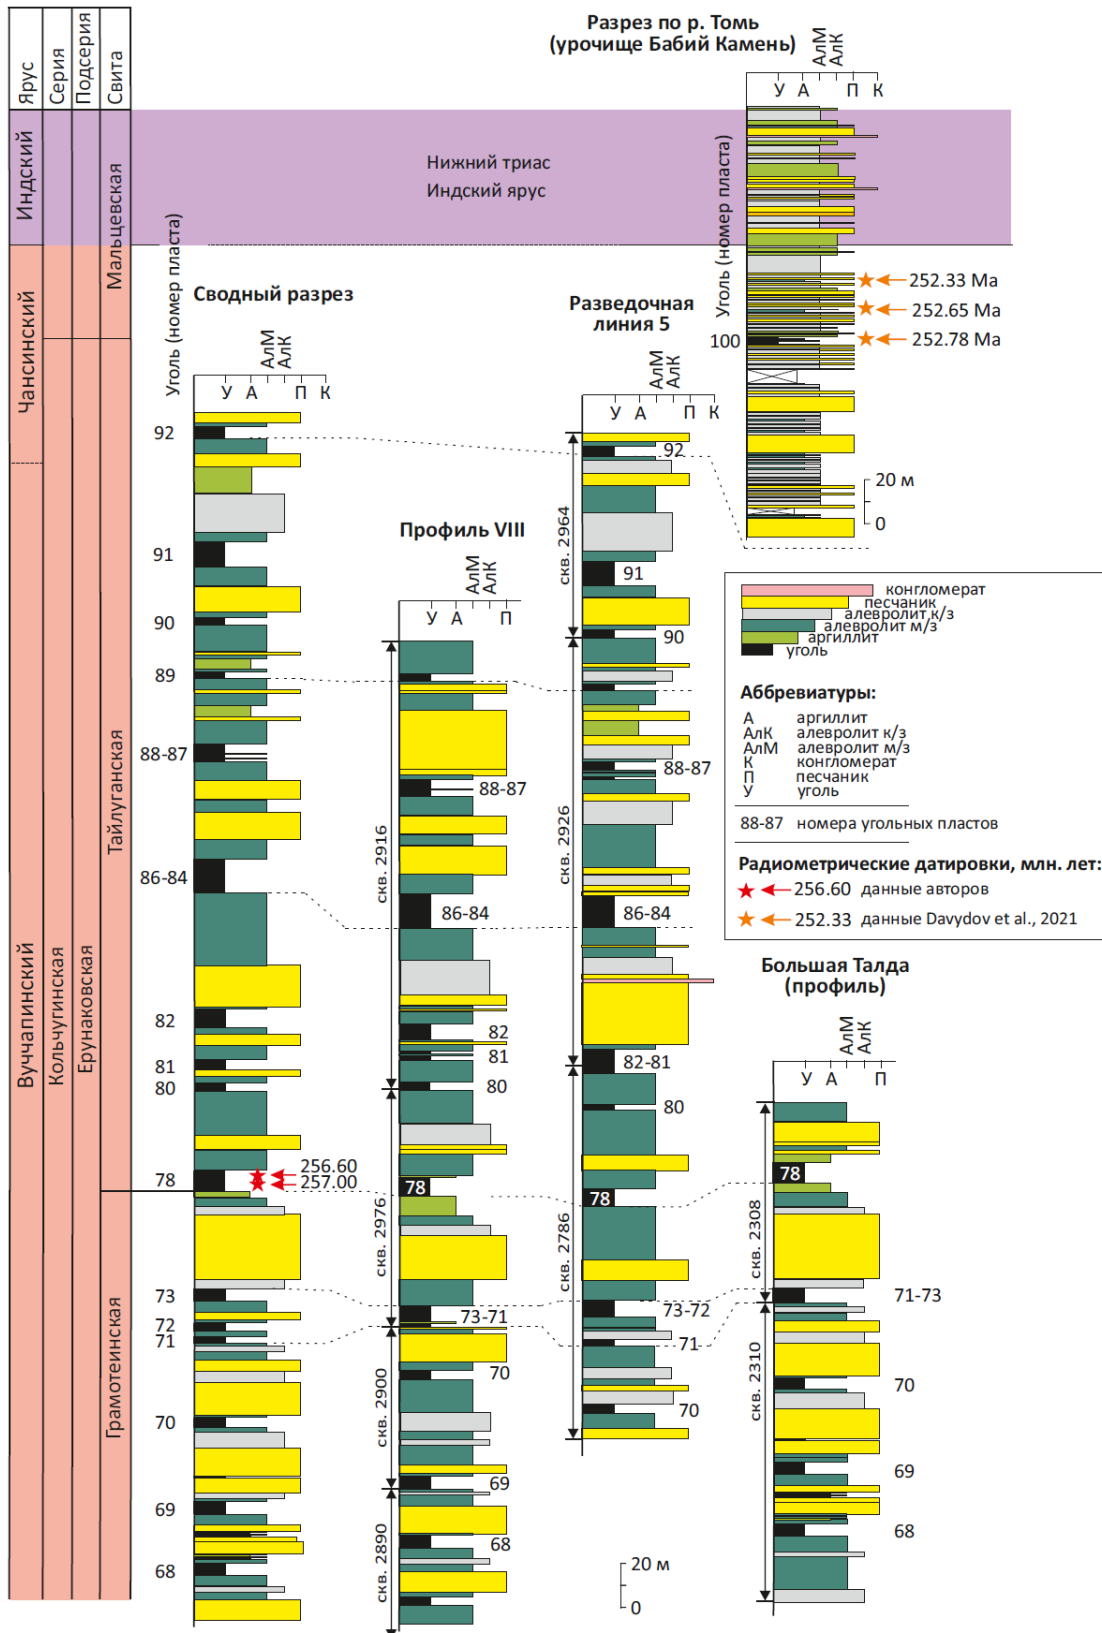 Ярус
Серия
Подсерия
Свита
Индский
Чансинский
Вучапинский
Кольчугинская
Ерунаковская
Мальцевская
Тайлуганская
Грамотеинская
Разрез по р. Томь
(урочище Бабий Камень)
АлМ
АлК
У А П К
Нижний триас
Индский ярус
Уголь (номер пласта)
252.33 Ma
252.65 Ma
252.78 Ma
100
20 м
0
Сводный разрез
Уголь (номер пласта)
АлМ
АлК
У А П К
92
91
90
89
88-87
86-84
82
81
80
256.60
257.00
78
73
72
71
70
69
68
Профиль VIII
АлМ
АлК
У А П
скв. 2916
скв. 2976
скв. 2900
скв. 2890
88-87
86-84
82
81
80
78
73-71
70
69
68
Разведочная
линия 5
АлМ
АлК
У А П К
скв. 2964
скв. 2926
скв. 2786
92
91
90
88-87
86-84
82-81
80
78
73-72
71
70
20 м
0
конгломерат
песчаник
алевролит к/з
алевролит м/з
аргиллит
уголь
Аббревиатуры:
А аргиллит
АлК алевролит к/з
АлМ алевролит м/з
К конгломерат
П песчаник
У уголь
88-87 номера угольных пластов
Радиометрические датировки, млн. лет:
256.60 данные авторов
252.33 данные Davydov et al., 2021
Большая Талда
(профиль)
АлМ
АлК
У А П
скв. 2308
скв. 2310
78
71-73
70
69
68